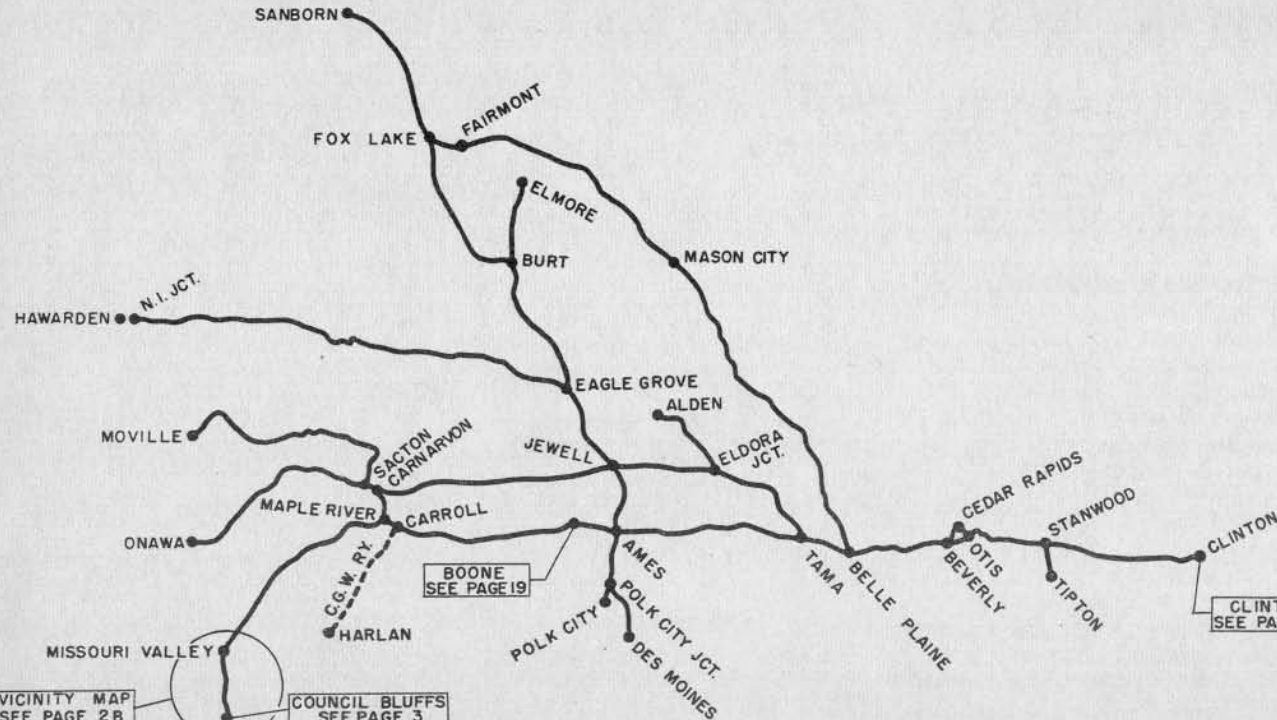 SANBORN
FAIRMONT
FOX LAKE
ELMORE
BURT
MASON CITY
N.I. JCT.
HAWARDEN
EAGLE GROVE
ALDEN
MOVILLE
JEWELL
ELDORA
JCT.
SACTON
CARNARVON
CEDAR RAPIDS
STANWOOD
MAPLE RIVER
CARROLL
ONAWA
C.G.W. RY.
BOONE
SEE PAGE 19
AMES
TAMA
BELLE PLAINE
BEVERLY
OTIS
TIPTON
CLINTON
CLINT
SEE PA
HARLAN
POLK CITY
POLK CITY JCT.
DES MOINES
MISSOURI VALLEY
VICINITY MAP
SEE PAGE 2B
COUNCIL BLUFFS
SEE PAGE 3